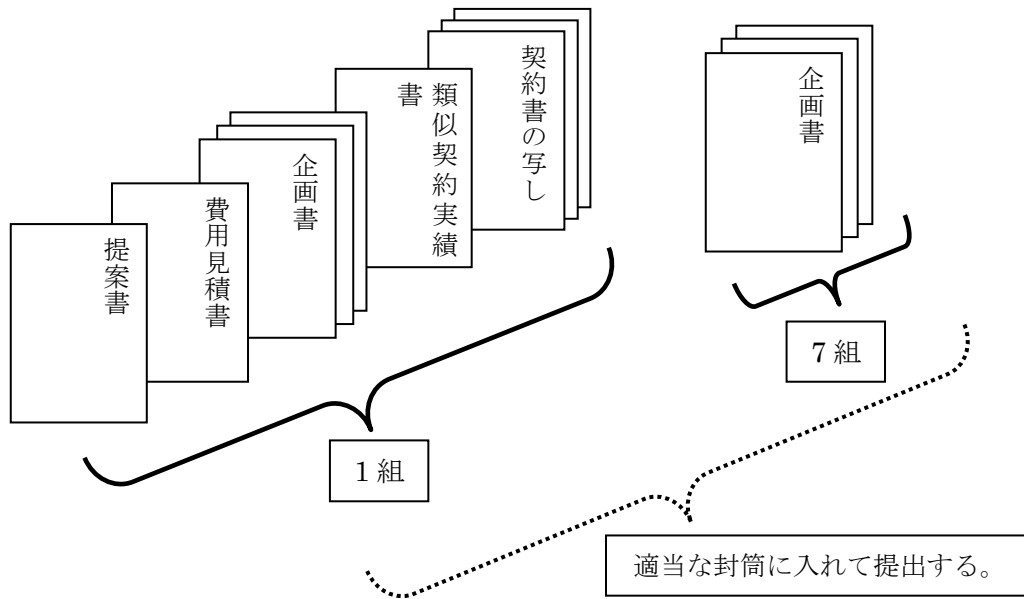 提案書
費用見積書
企画書
類似契約実績
書
契約書の写し
企画書
7組
1組
適当な封筒に入れて提出する。